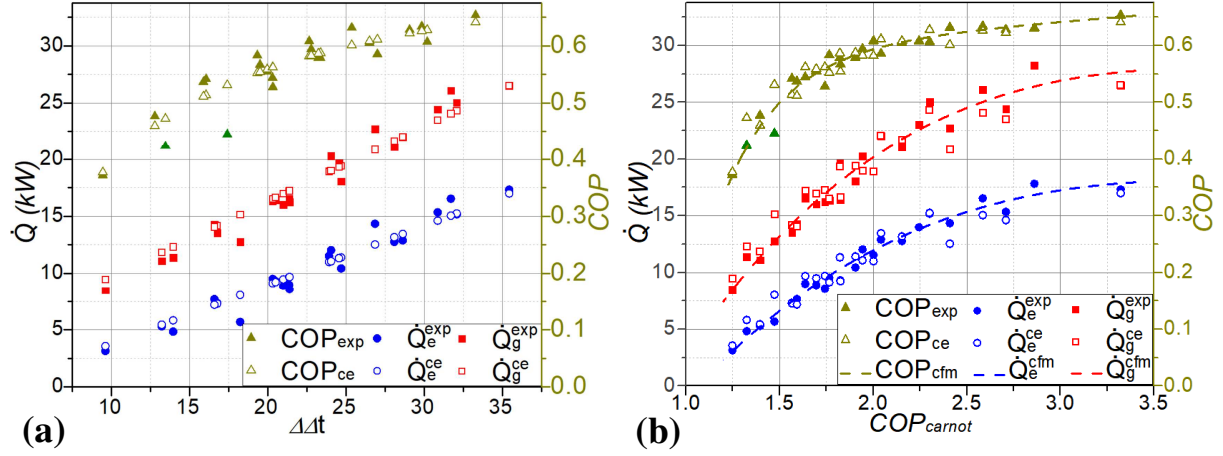 30
25
20
15
10
5
0
Q̇ (kW)
0.6
0.5
0.4
0.3
0.2
0.1
0.0
COP
COPexp Q̇e^exp Q̇g^exp
COPce Q̇e^ce Q̇g^ce
10 15 20 25 30 35
ΔΔt
(a)
30
25
20
15
10
5
0
Q̇ (kW)
0.6
0.5
0.4
0.3
0.2
0.1
0.0
COP
COPexp Q̇e^exp Q̇g^exp
COPce Q̇e^ce Q̇g^ce
COPcfm Q̇e^cfm Q̇g^cfm
1.0 1.5 2.0 2.5 3.0 3.5
COPcarnot
(b)